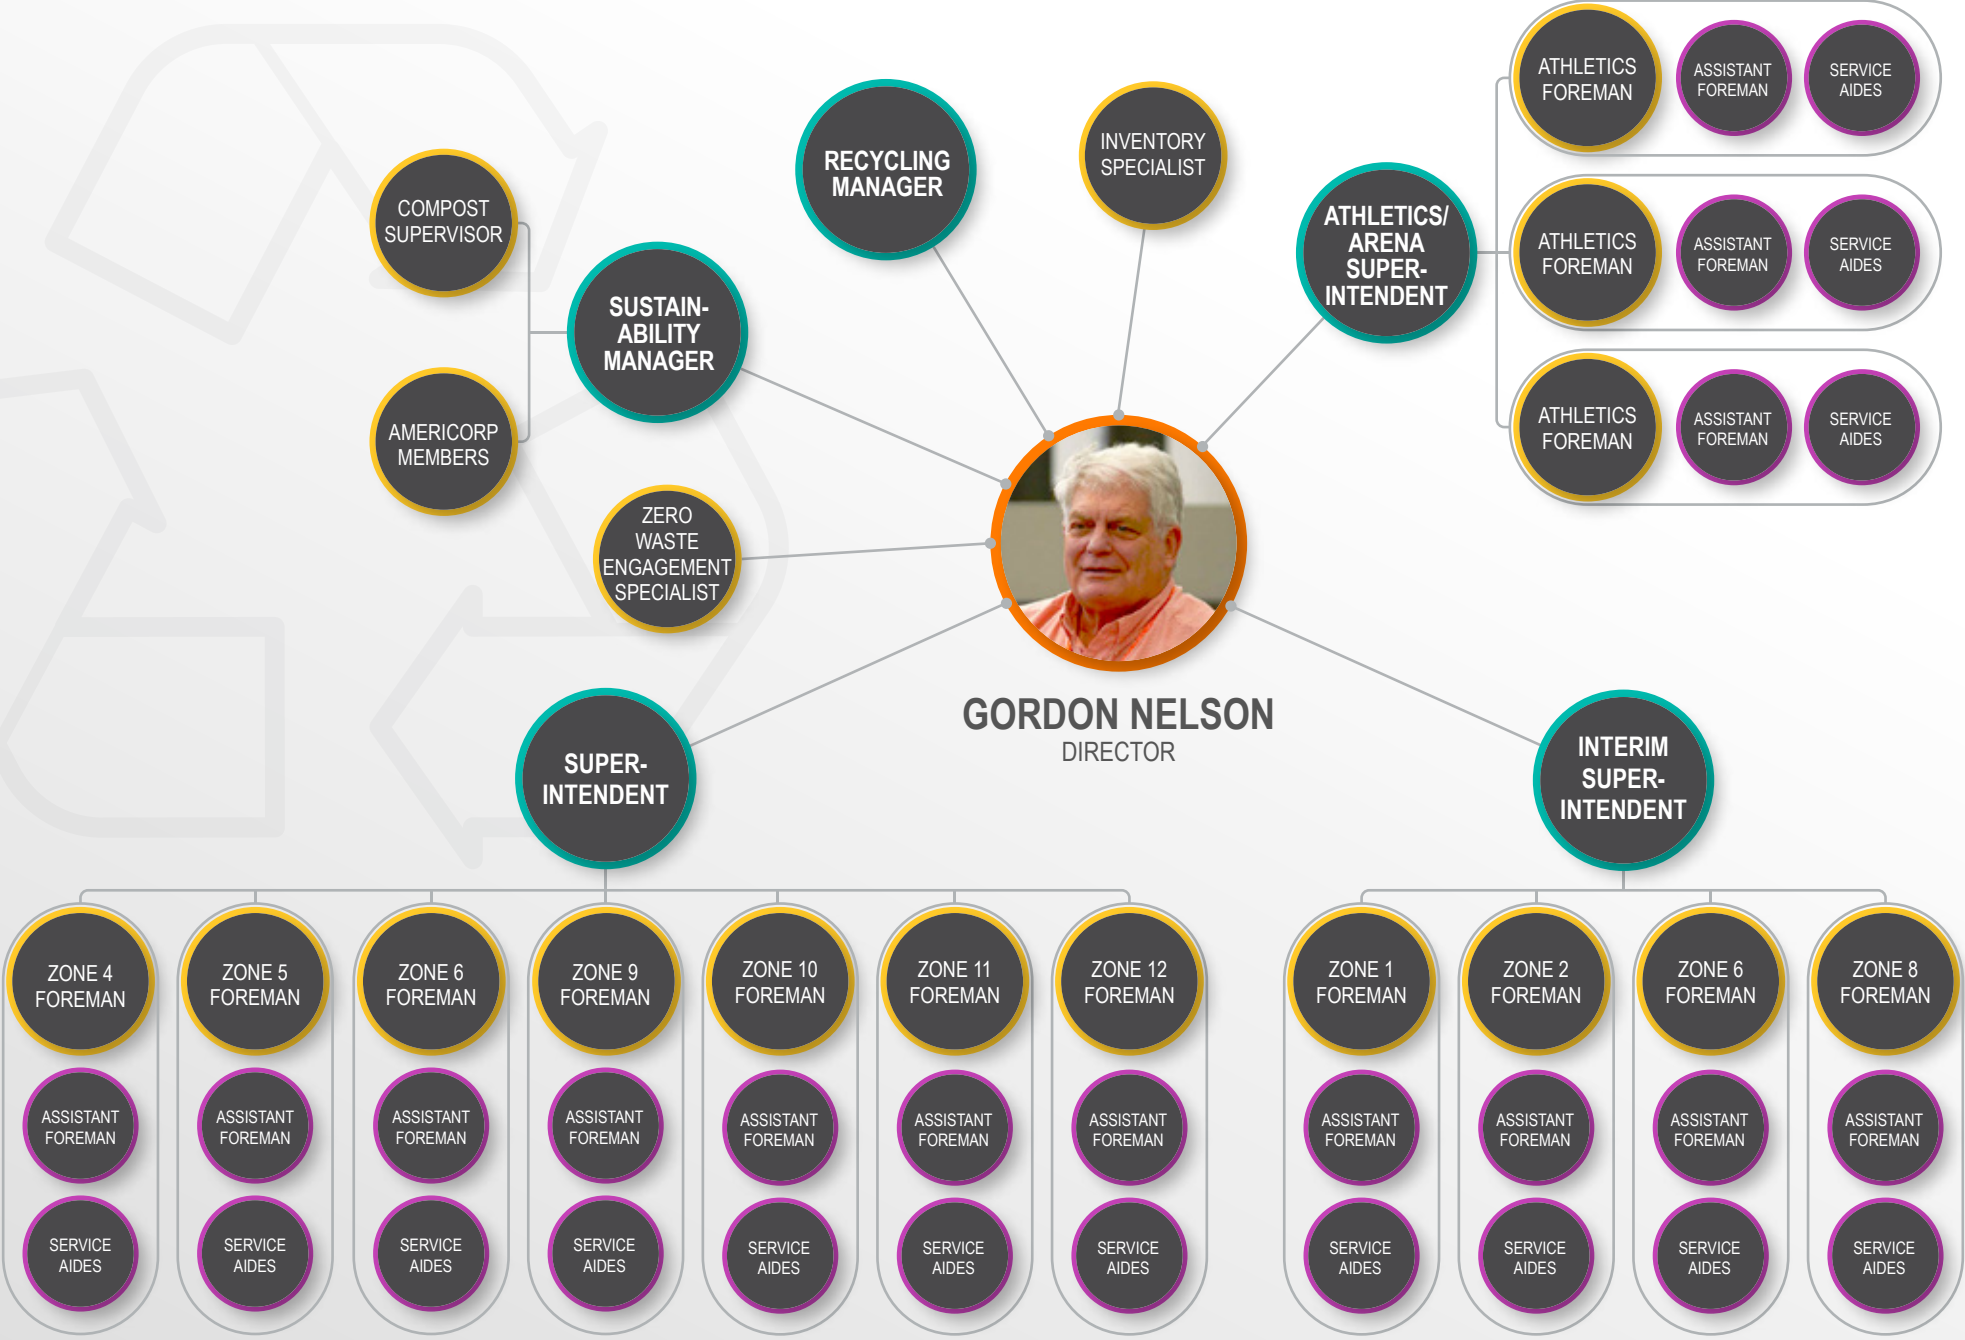 ATHLETICS
FOREMAN
ASSISTANT
FOREMAN
SERVICE
AIDES
RECYCLING
MANAGER
INVENTORY
SPECIALIST
COMPOST
SUPERVISOR
ATHLETICS/
ARENA
SUPER-
INTENDENT
ATHLETICS
FOREMAN
ASSISTANT
FOREMAN
SERVICE
AIDES
SUSTAIN-
ABILITY
MANAGER
AMERICORP
MEMBERS
ATHLETICS
FOREMAN
ASSISTANT
FOREMAN
SERVICE
AIDES
ZERO
WASTE
ENGAGEMENT
SPECIALIST
GORDON NELSON
DIRECTOR
SUPER-
INTENDENT
INTERIM
SUPER-
INTENDENT
ZONE 4
FOREMAN
ZONE 5
FOREMAN
ZONE 6
FOREMAN
ZONE 9
FOREMAN
ZONE 10
FOREMAN
ZONE 11
FOREMAN
ZONE 12
FOREMAN
ZONE 1
FOREMAN
ZONE 2
FOREMAN
ZONE 6
FOREMAN
ZONE 8
FOREMAN
ASSISTANT
FOREMAN
ASSISTANT
FOREMAN
ASSISTANT
FOREMAN
ASSISTANT
FOREMAN
ASSISTANT
FOREMAN
ASSISTANT
FOREMAN
ASSISTANT
FOREMAN
ASSISTANT
FOREMAN
ASSISTANT
FOREMAN
ASSISTANT
FOREMAN
ASSISTANT
FOREMAN
SERVICE
AIDES
SERVICE
AIDES
SERVICE
AIDES
SERVICE
AIDES
SERVICE
AIDES
SERVICE
AIDES
SERVICE
AIDES
SERVICE
AIDES
SERVICE
AIDES
SERVICE
AIDES
SERVICE
AIDES